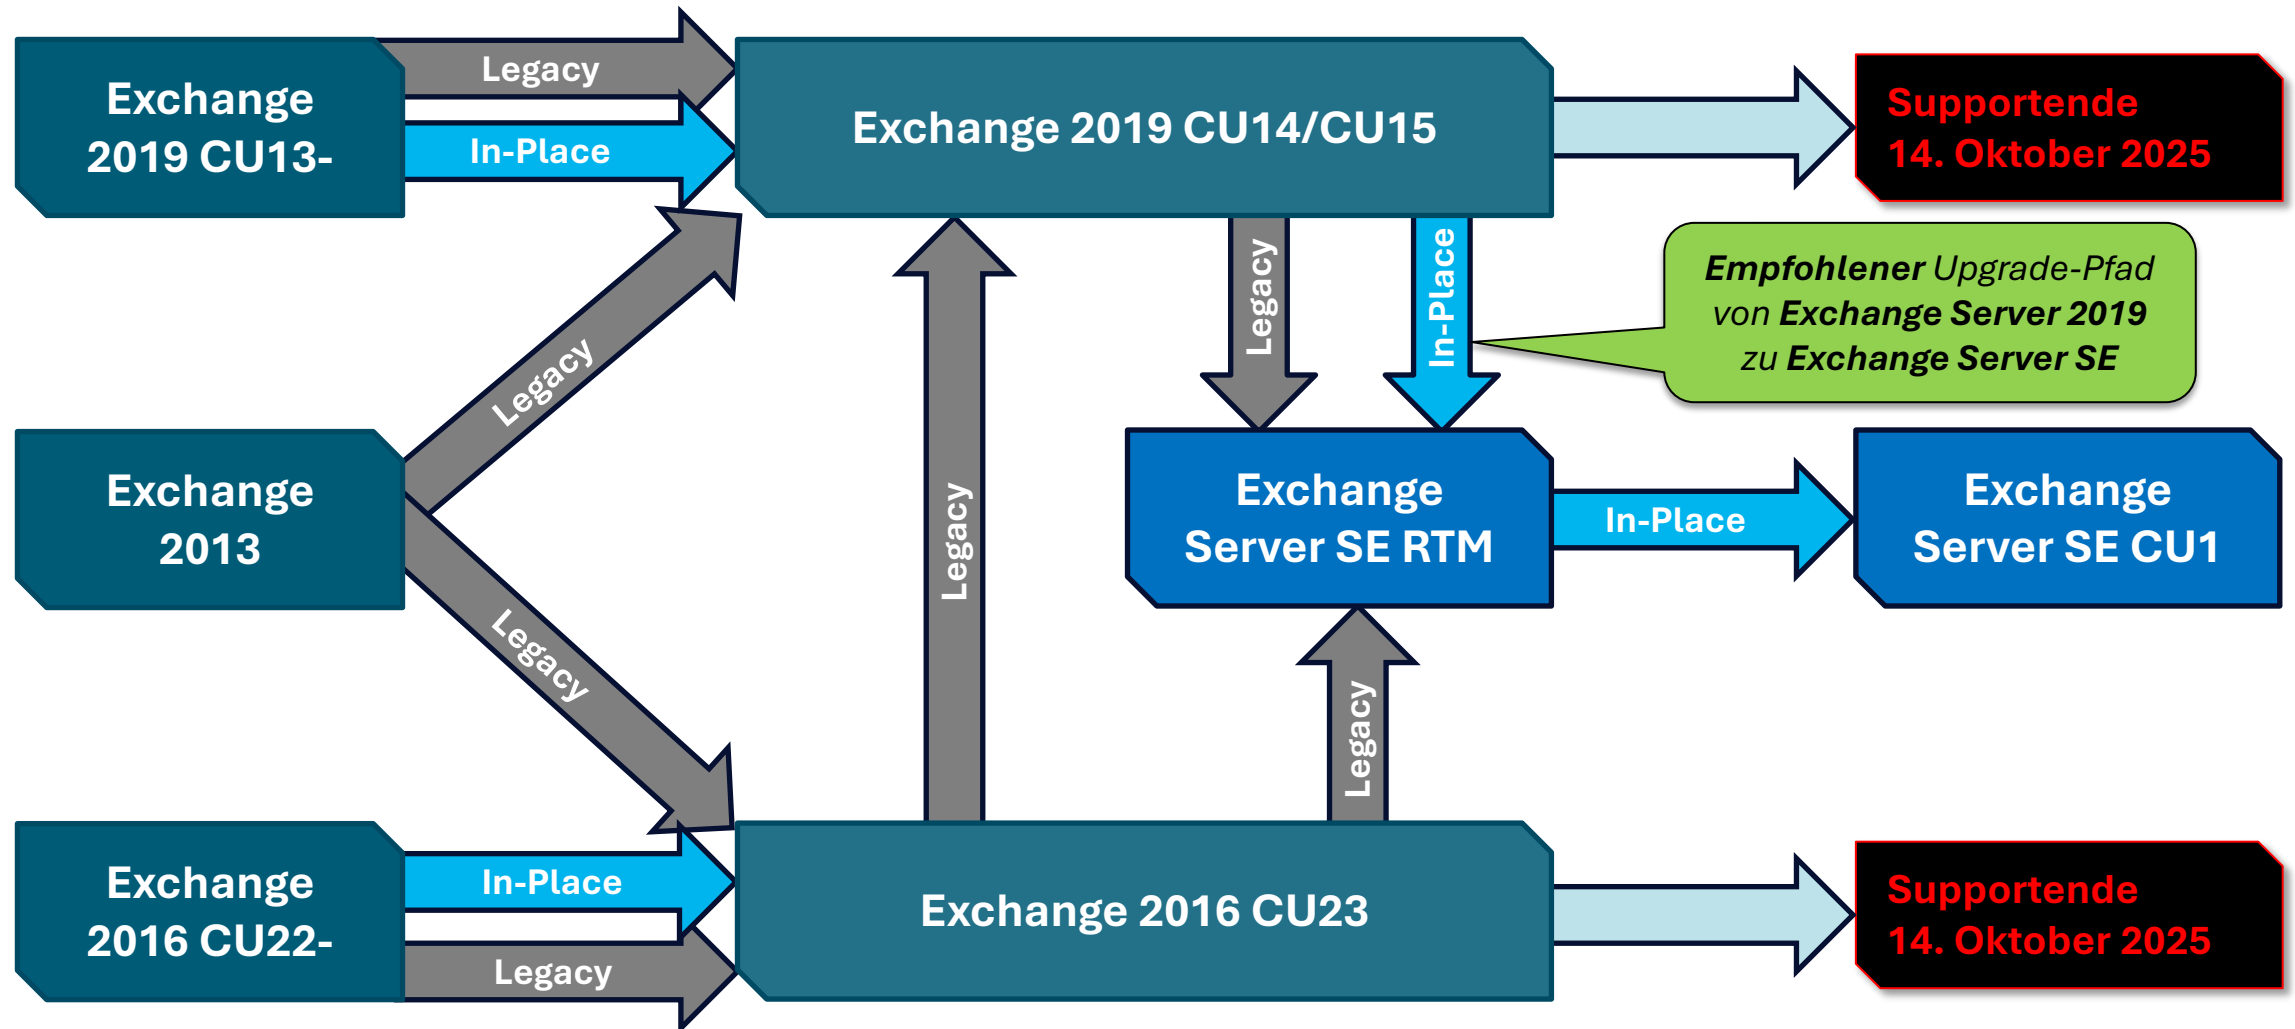 Exchange
2019 CU13-
Legacy
In-Place
Exchange 2019 CU14/CU15
Supportende
14. Oktober 2025
Legacy
Legacy
In-Place
Empfohlener Upgrade-Pfad
von Exchange Server 2019
zu Exchange Server SE
Exchange
2013
Legacy
Legacy
Exchange
Server SE RTM
In-Place
Exchange
Server SE CU1
Legacy
Exchange
2016 CU22-
In-Place
Legacy
Exchange 2016 CU23
Supportende
14. Oktober 2025